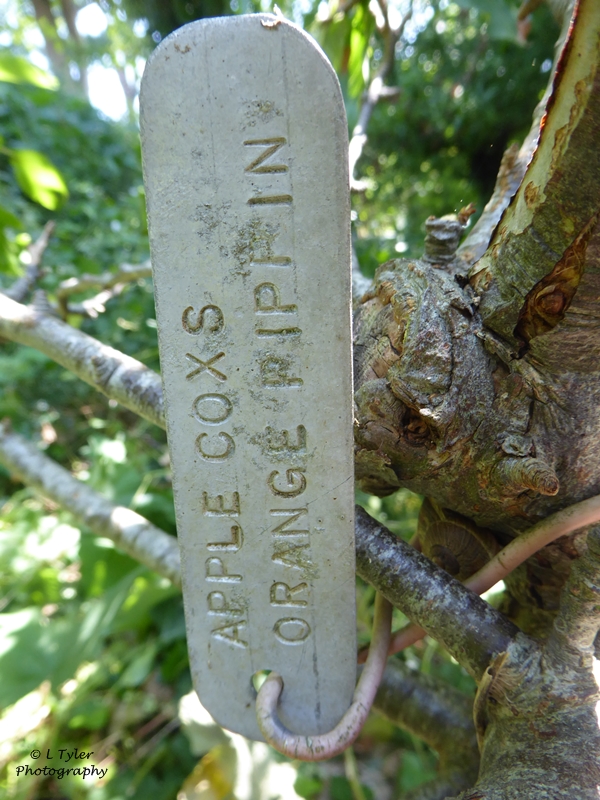 APPLE COXS
ORANGE PIPPIN
© L Tyler
Photography